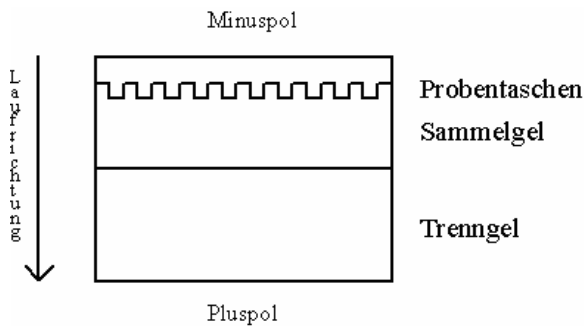 Minuspol
Laufrichtung
Probentaschen
Sammelgel
Trenngel
Pluspol